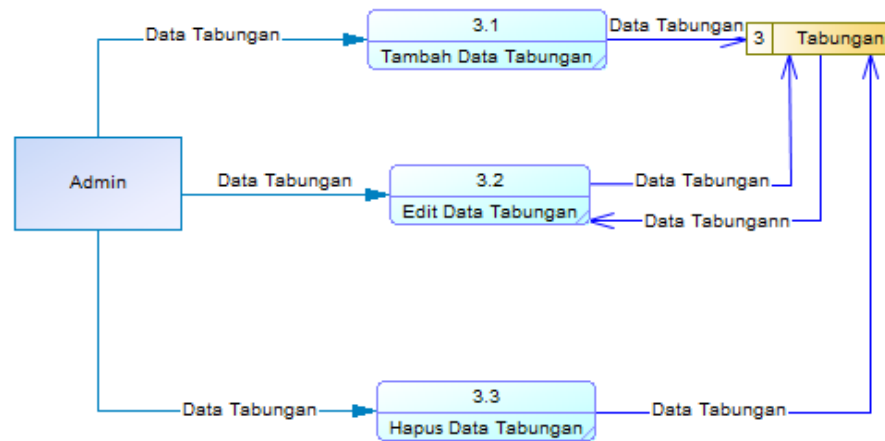 Data Tabungan
3.1
Tambah Data Tabungan
Data Tabungan
3 Tabungan
Admin
Data Tabungan
3.2
Edit Data Tabungan
Data Tabungan
Data Tabungann
Data Tabungan
3.3
Hapus Data Tabungan
Data Tabungan